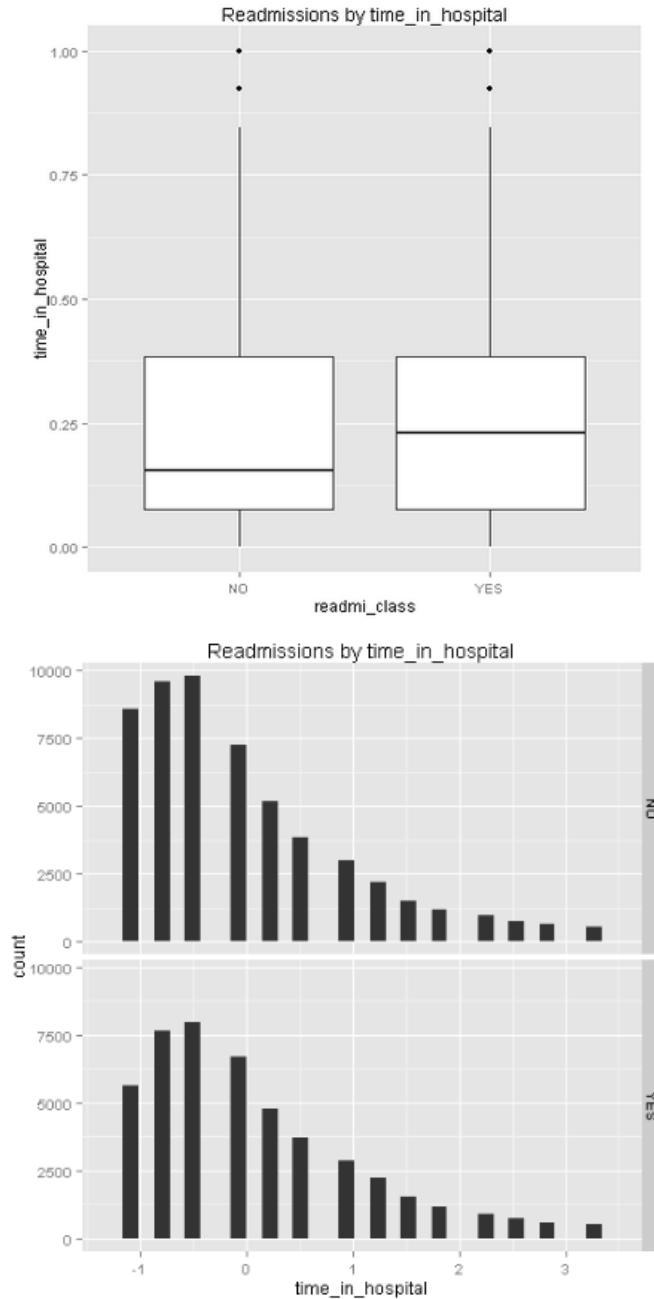 Readmissions by time_in_hospital
1.00
0.75
0.50
0.25
0.00
time_in_hospital
NO
YES
readmi_class
Readmissions by time_in_hospital
10000
7500
5000
2500
0
NO
10000
7500
5000
2500
0
YES
count
-1
0
1
2
3
time_in_hospital